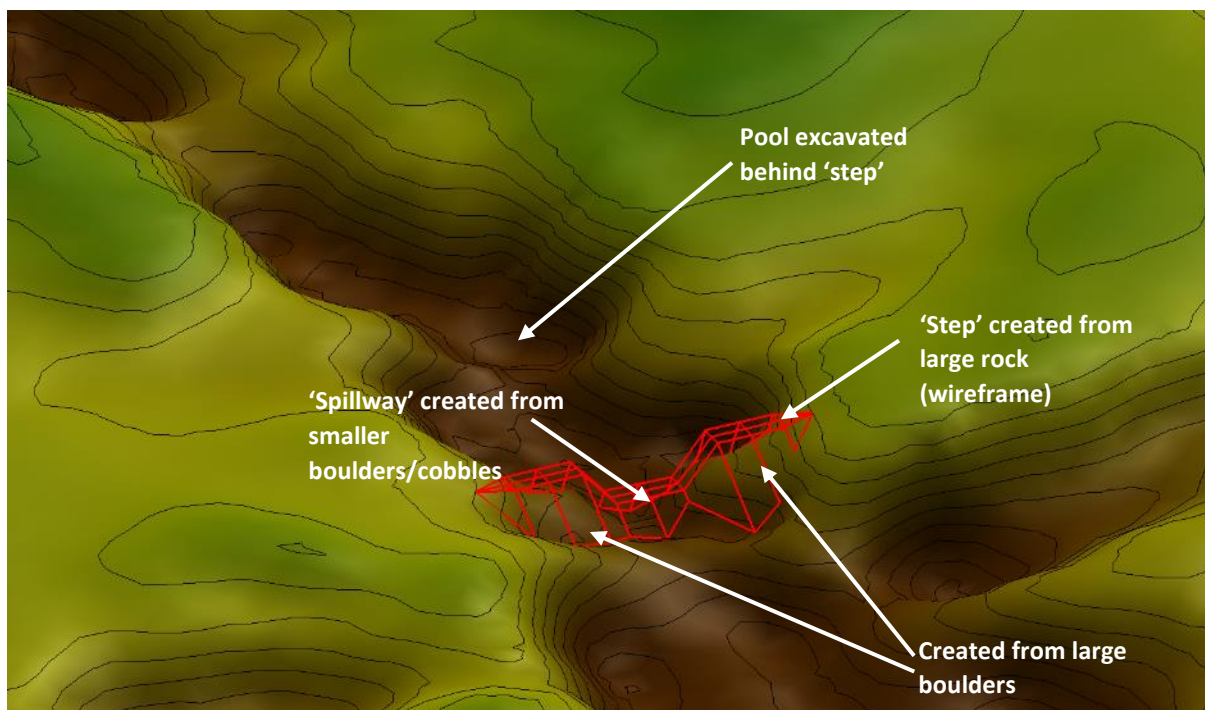 Pool excavated
behind ‘step’
‘Step’ created from
large rock
(wireframe)
‘Spillway’ created from
smaller
boulders/cobbles
Created from large
boulders